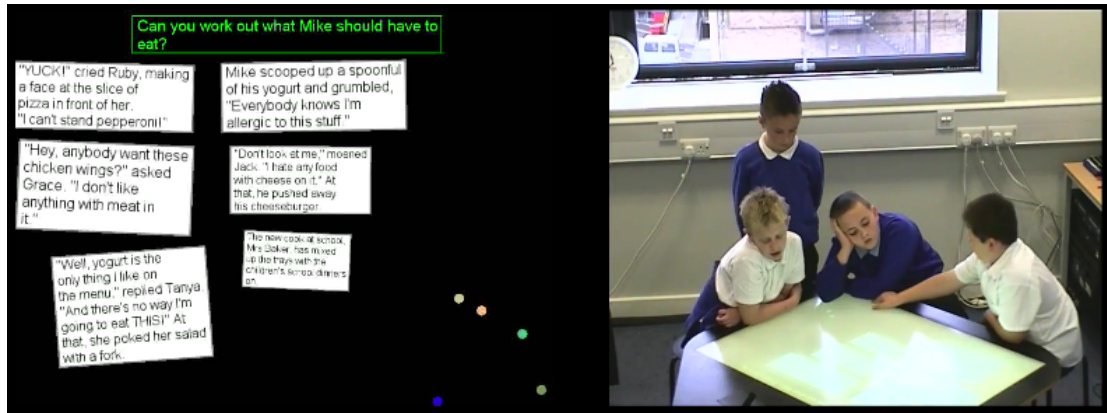 Can you work out what Mike should have to
eat?
"YUCK!" cried Ruby, making
a face at the slice of
pizza in front of her.
"I can't stand pepperoni!"
Mike scooped up a spoonful
of his yogurt and grumbled,
"Everybody knows I'm
allergic to this stuff."
"Hey, anybody want these
chicken wings?" asked
Grace. "I don't like
anything with meat in
it."
"Don't look at me," moaned
Jack. "I hate any food
with cheese on it." At
that, he pushed away
his cheeseburger.
"Well, yogurt is the
only thing I like on
the menu," replied Tanya.
"And there's no way I'm
going to eat THIS!" At
that, she poked her salad
with a fork.
The new cook at school,
Mrs Baker, has mixed
up the trays with the
children's school dinners
on.